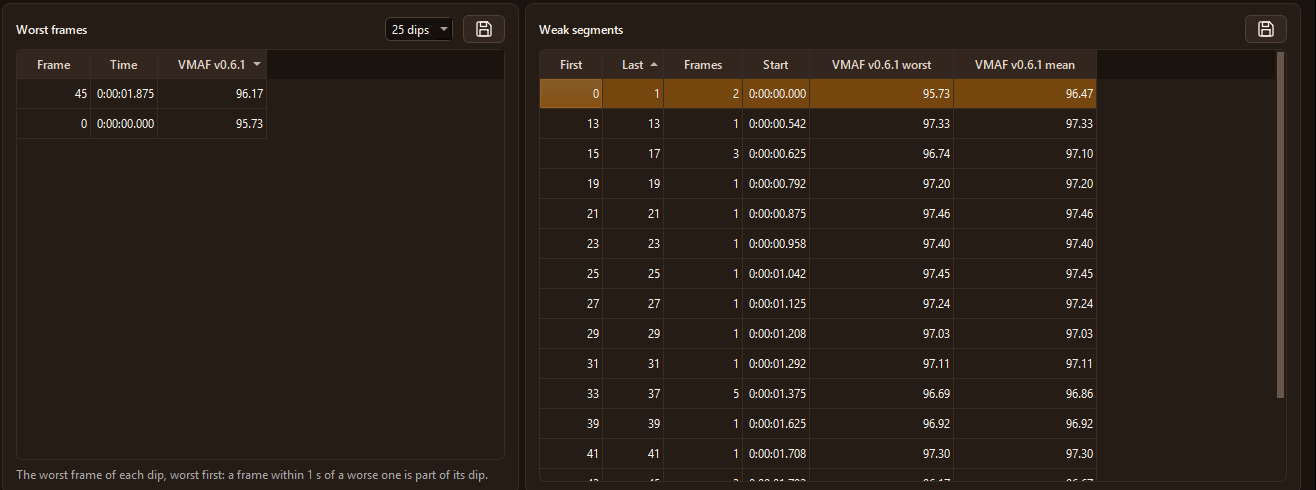 Worst frames
25 dips
Frame Time VMAF v0.6.1
45 0:00:01.875 96.17
0 0:00:00.000 95.73
The worst frame of each dip, worst first: a frame within 1 s of a worse one is part of its dip.
Weak segments
First Last Frames Start VMAF v0.6.1 worst VMAF v0.6.1 mean
0 1 2 0:00:00.000 95.73 96.47
13 13 1 0:00:00.542 97.33 97.33
15 17 3 0:00:00.625 96.74 97.10
19 19 1 0:00:00.792 97.20 97.20
21 21 1 0:00:00.875 97.46 97.46
23 23 1 0:00:00.958 97.40 97.40
25 25 1 0:00:01.042 97.45 97.45
27 27 1 0:00:01.125 97.24 97.24
29 29 1 0:00:01.208 97.03 97.03
31 31 1 0:00:01.292 97.11 97.11
33 37 5 0:00:01.375 96.69 96.86
39 39 1 0:00:01.625 96.92 96.92
41 41 1 0:00:01.708 97.30 97.30